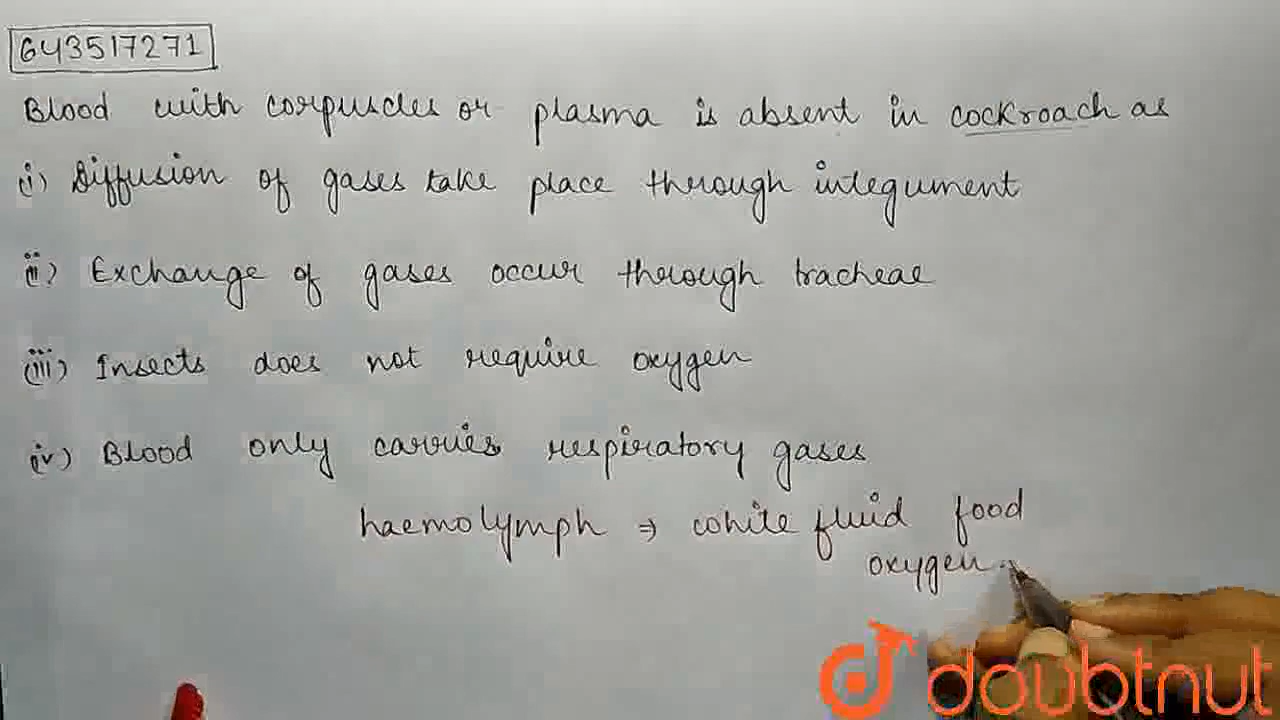 643517271
Blood with corpuscles or plasma is absent in cockroach as
(i) Diffusion of gases take place through integument
(ii) Exchange of gases occur through tracheae
(iii) Insects does not require oxygen
(iv) Blood only carries respiratory gases
haemolymph ⇒ white fluid food
oxygen
doubtnut